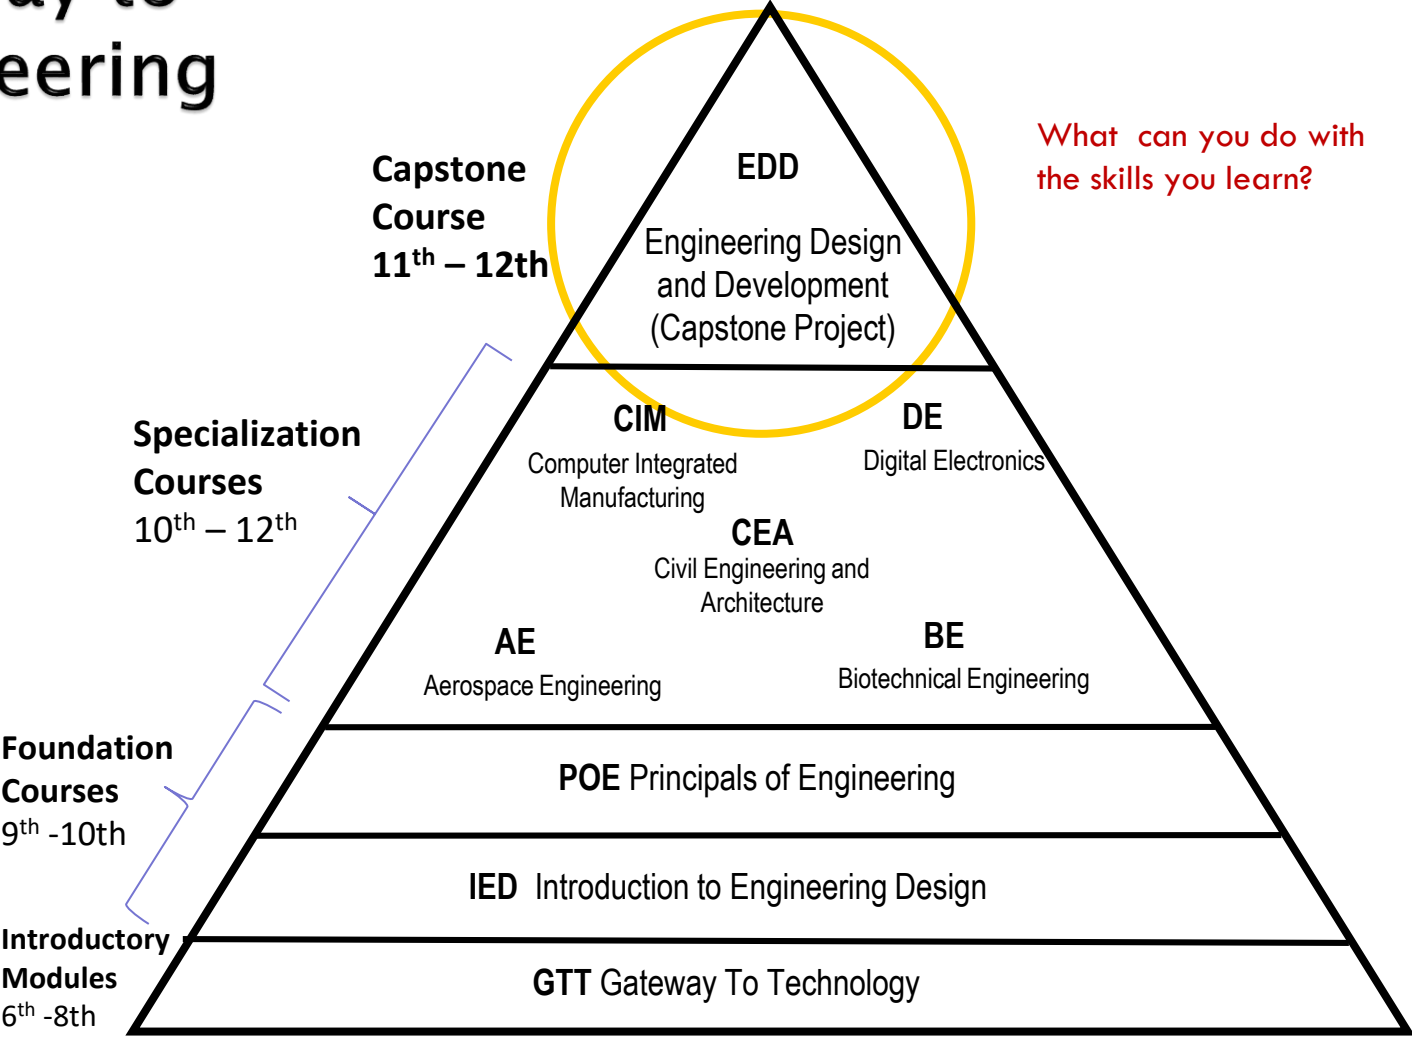 to
eering
What can you do with
the skills you learn?
Capstone
Course
11th – 12th
EDD
Engineering Design
and Development
(Capstone Project)
Specialization
Courses
10th – 12th
CIM
Computer Integrated
Manufacturing
DE
Digital Electronics
CEA
Civil Engineering and
Architecture
AE
Aerospace Engineering
BE
Biotechnical Engineering
Foundation
Courses
9th -10th
POE Principals of Engineering
IED Introduction to Engineering Design
Introductory
Modules
6th -8th
GTT Gateway To Technology